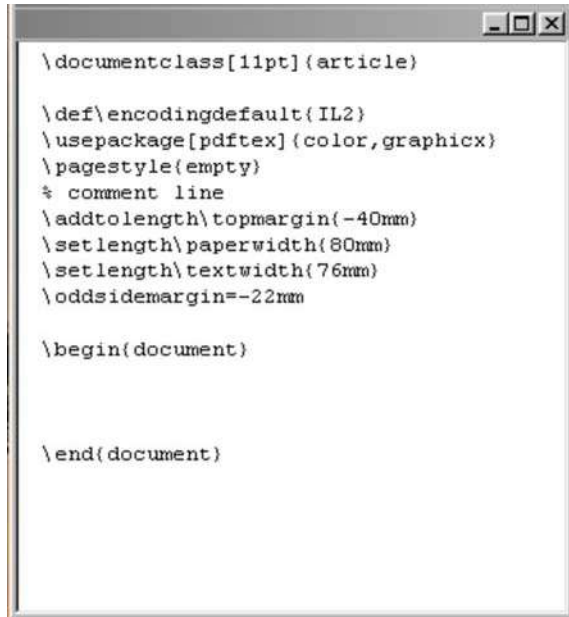 \documentclass[11pt]{article}
\def\encodingdefault{IL2}
\usepackage[pdftex]{color,graphicx}
\pagestyle{empty}
% comment line
\addtolength\topmargin{-40mm}
\setlength\paperwidth{80mm}
\setlength\textwidth{76mm}
\oddsidemargin=-22mm
\begin{document}
\end{document}